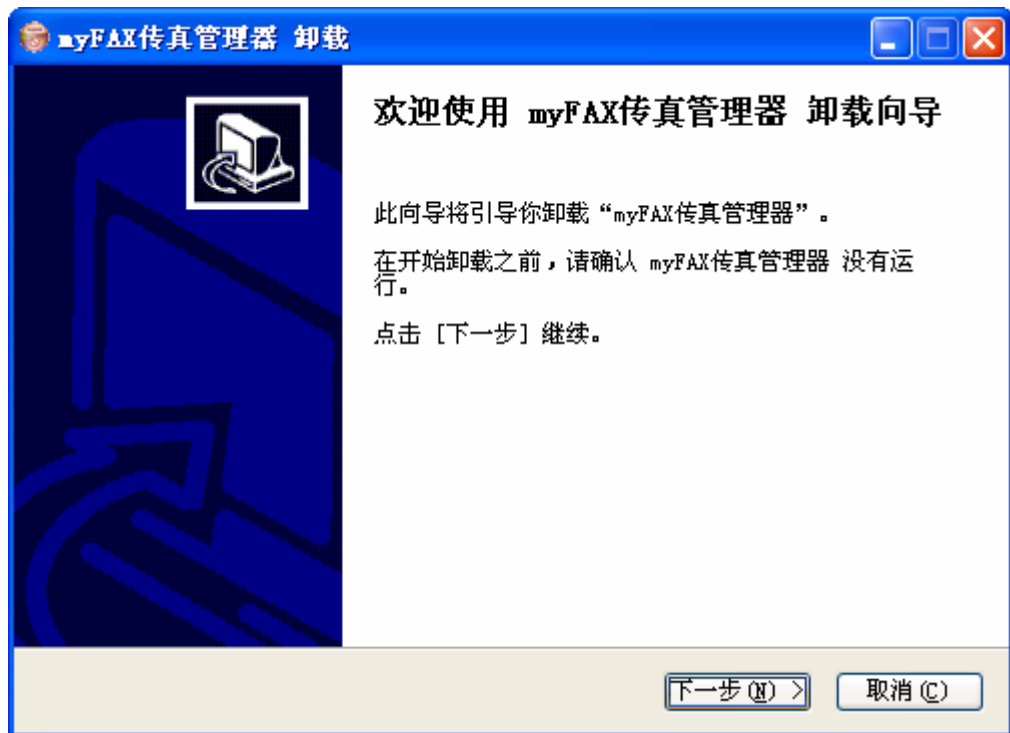 myFAX传真管理器 卸载
欢迎使用 myFAX传真管理器 卸载向导
此向导将引导你卸载“myFAX传真管理器”。
在开始卸载之前，请确认 myFAX传真管理器 没有运
行。
点击 [下一步] 继续。
下一步(N) >
取消(C)